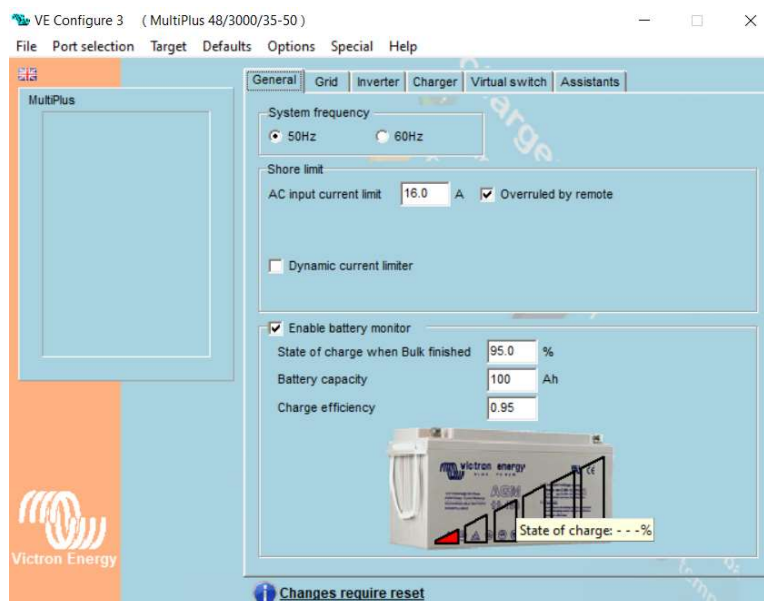 VE Configure 3 ( MultiPlus 48/3000/35-50 )
File Port selection Target Defaults Options Special Help
MultiPlus
General Grid Inverter Charger Virtual switch Assistants
System frequency
50Hz 60Hz
Shore limit
AC input current limit 16.0 A Overruled by remote
Dynamic current limiter
Enable battery monitor
State of charge when Bulk finished 95.0 %
Battery capacity 100 Ah
Charge efficiency 0.95
victron energy
BLUE POWER
AGM
State of charge: - - -%
Victron Energy
Changes require reset